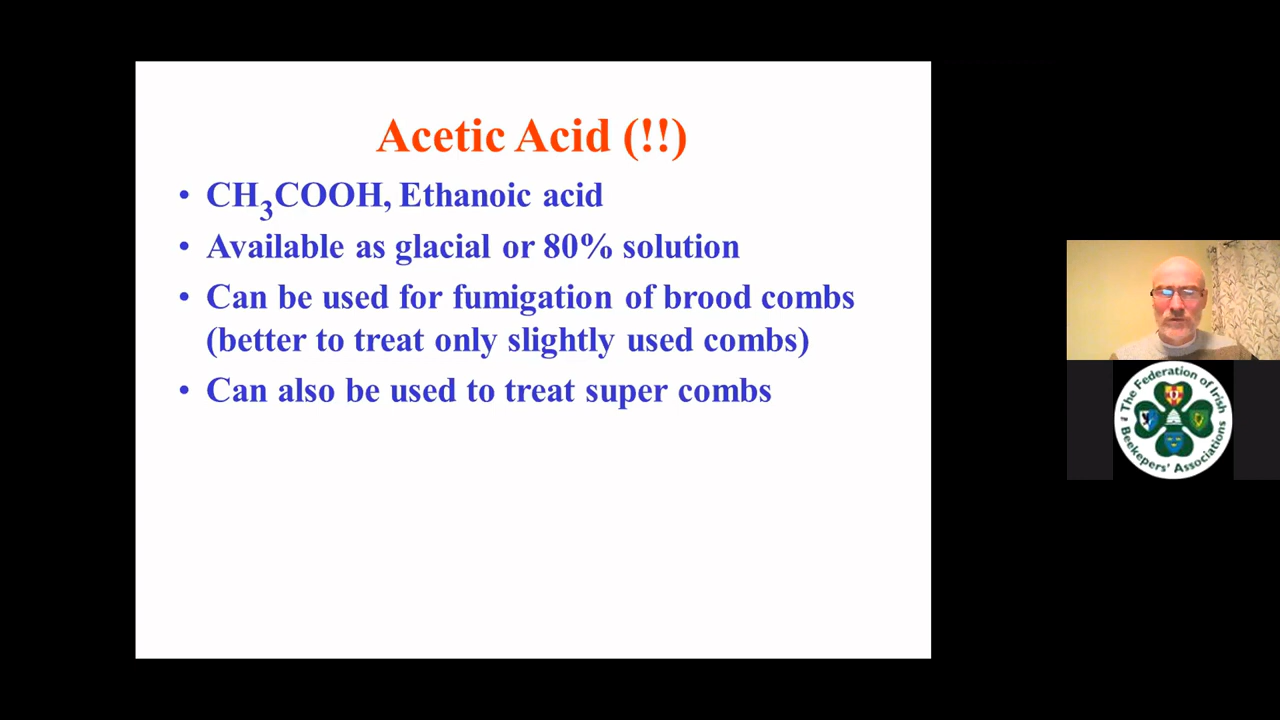 Acetic Acid (!!)
• CH₃COOH, Ethanoic acid
• Available as glacial or 80% solution
• Can be used for fumigation of brood combs
(better to treat only slightly used combs)
• Can also be used to treat super combs
The Federation of Irish
Beekepers' Associations